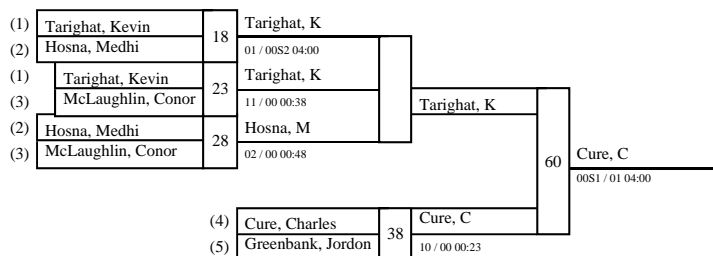 (1) Tarighat, Kevin
18
Tarighat, K
(2) Hosna, Medhi
01 / 00S2 04:00
(1) Tarighat, Kevin
23
Tarighat, K
(3) McLaughlin, Conor
11 / 00 00:38
Tarighat, K
(2) Hosna, Medhi
28
Hosna, M
(3) McLaughlin, Conor
02 / 00 00:48
60
Cure, C
00S1 / 01 04:00
(4) Cure, Charles
38
Cure, C
(5) Greenbank, Jordon
10 / 00 00:23